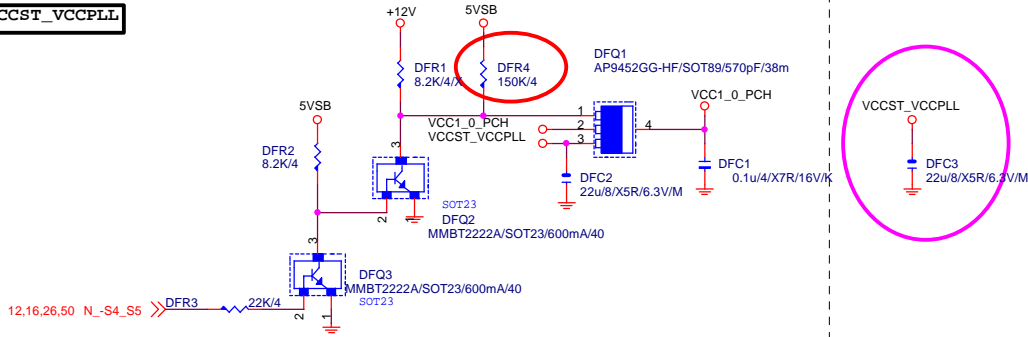 CCST_VCCPLL
+12V
5VSB
DFR1
8.2K/4/X
DFR4
150K/4
DFQ1
AP9452GG-HF/SOT89/570pF/38m
VCC1_0_PCH
VCCST_VCCPLL
1
2
3
4
VCC1_0_PCH
DFC1
0.1u/4/X7R/16V/K
DFC2
22u/8/X5R/6.3V/M
VCCST_VCCPLL
DFC3
22u/8/X5R/6.3V/M
5VSB
DFR2
8.2K/4
3
2
1
SOT23
DFQ2
MMBT2222A/SOT23/600mA/40
3
2
1
DFQ3
MMBT2222A/SOT23/600mA/40
SOT23
12,16,26,50 N_-S4_S5
DFR3
22K/4